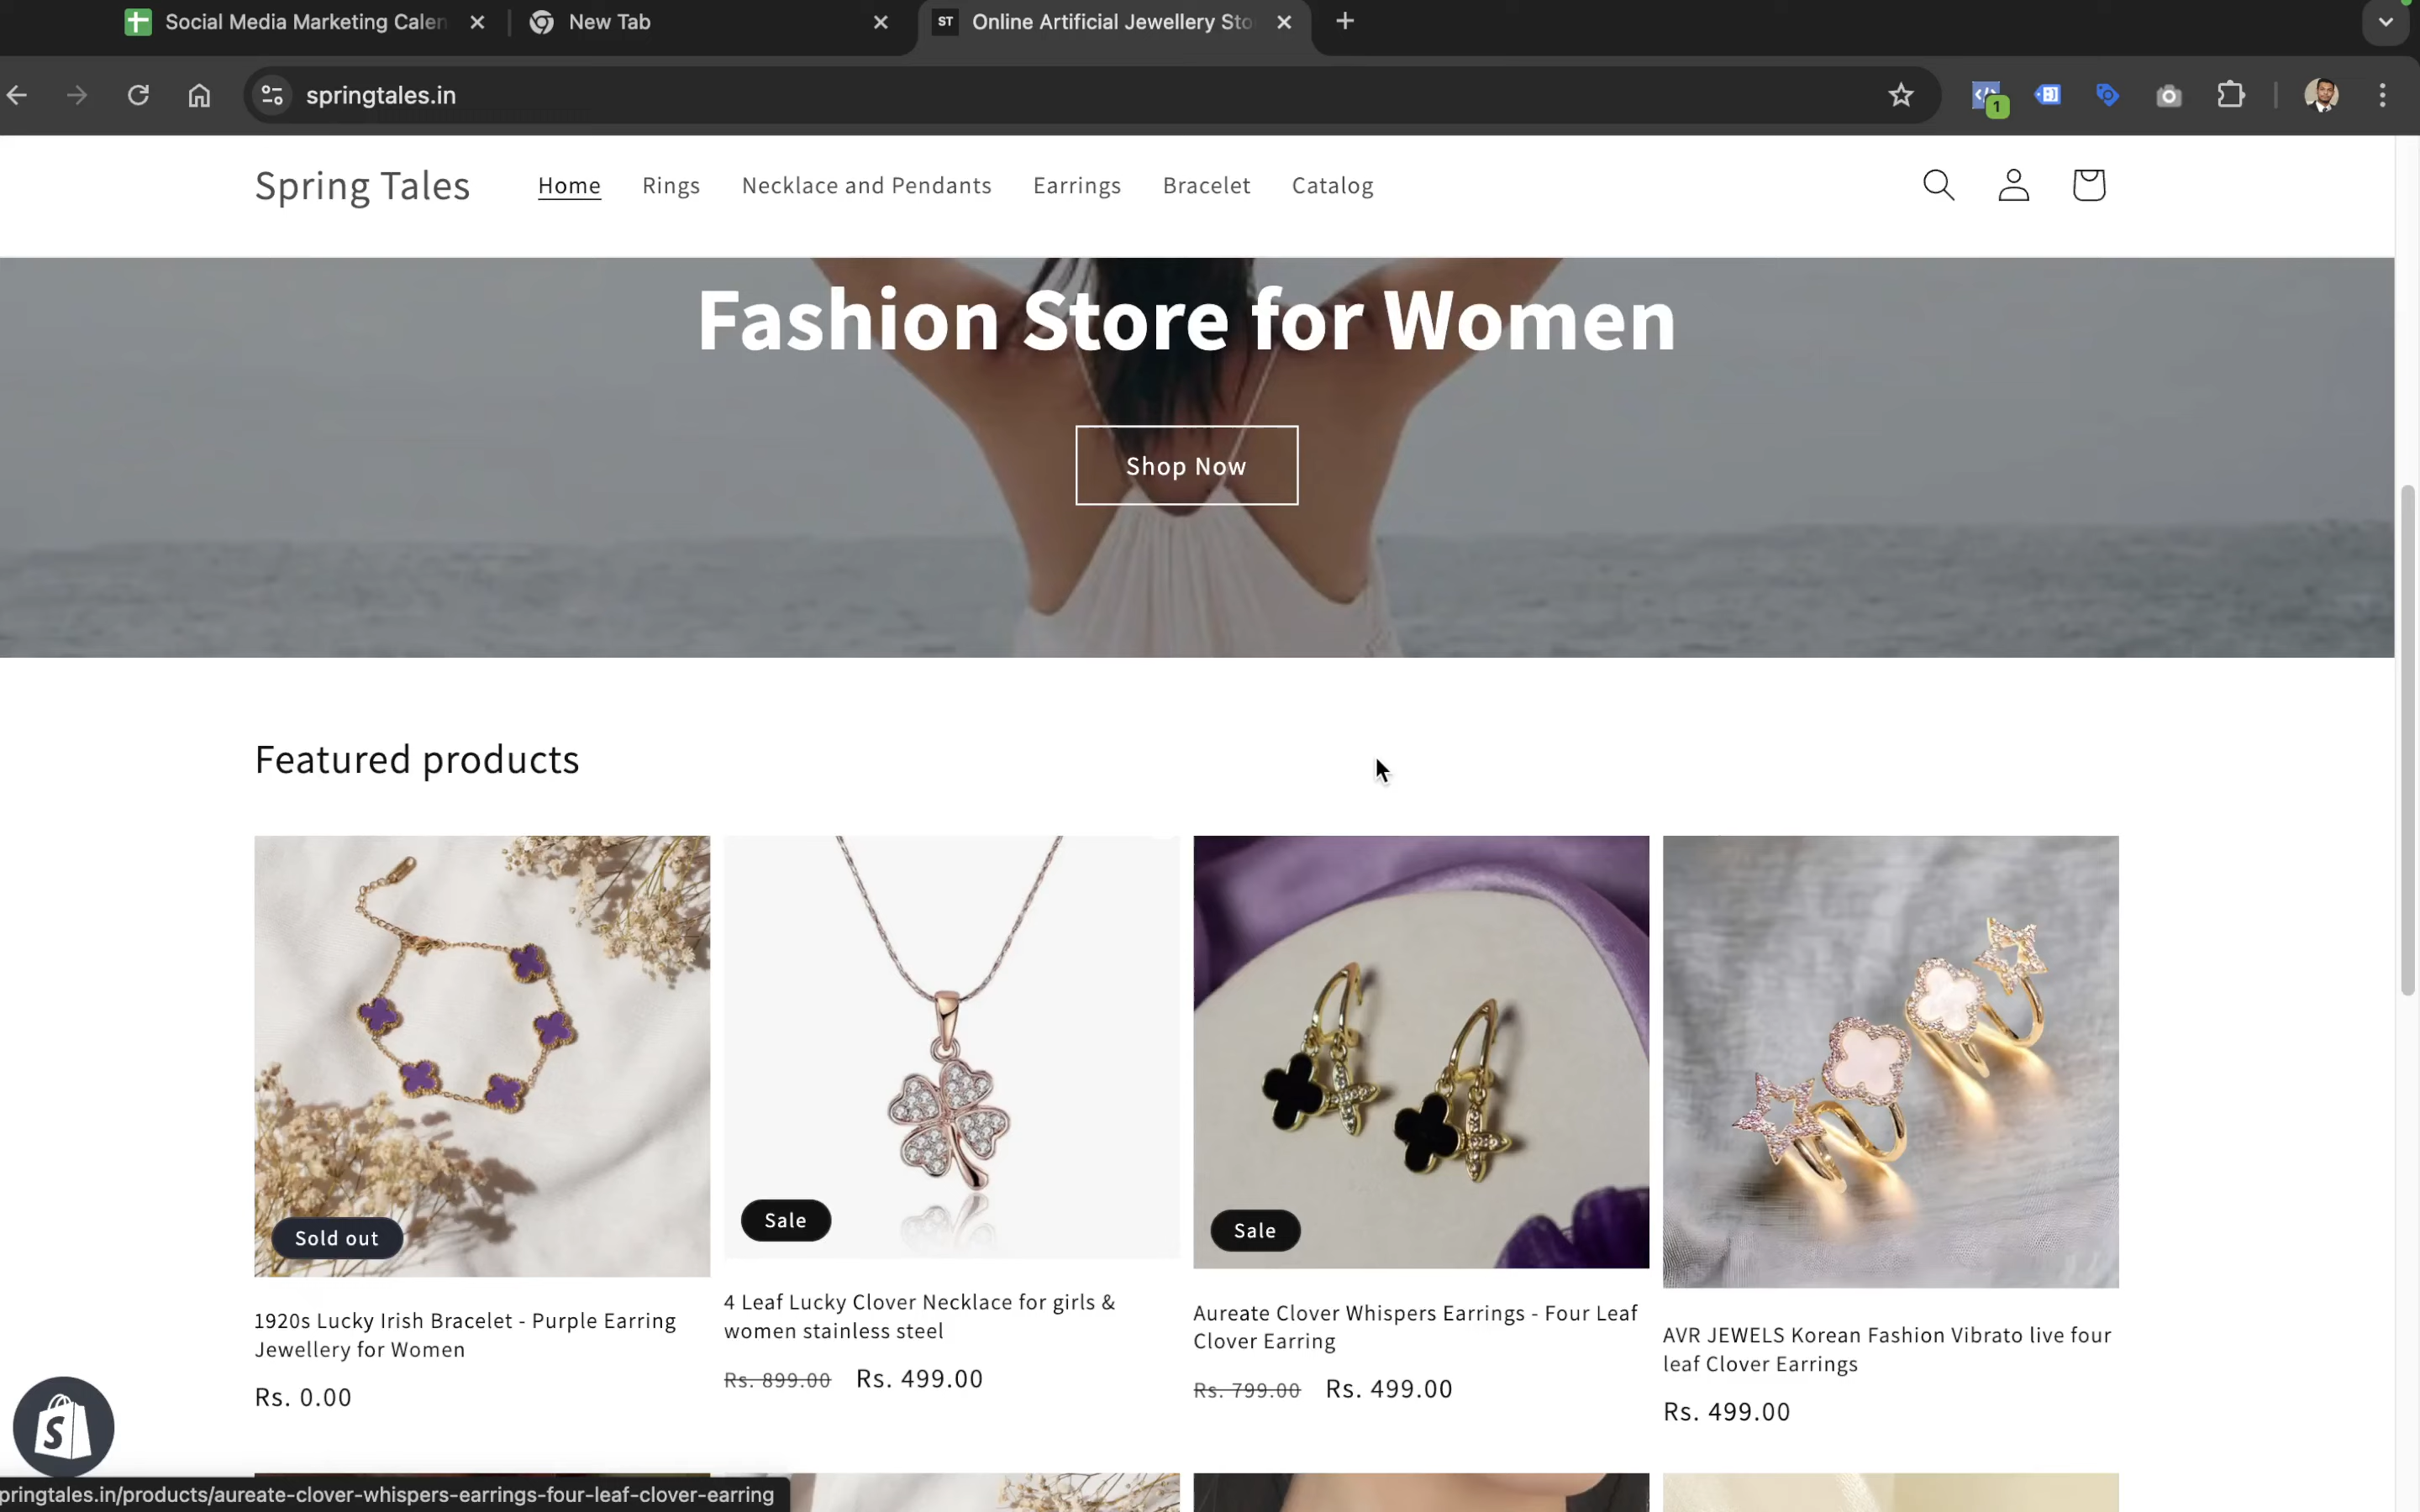 Social Media Marketing Calen
New Tab
ST Online Artificial Jewellery Sto
springtales.in
1
Spring Tales Home Rings Necklace and Pendants Earrings Bracelet Catalog
Fashion Store for Women
Shop Now
Featured products
Sold out
Sale
Sale
1920s Lucky Irish Bracelet - Purple Earring
Jewellery for Women
Rs. 0.00
4 Leaf Lucky Clover Necklace for girls &
women stainless steel
Rs. 899.00 Rs. 499.00
Aureate Clover Whispers Earrings - Four Leaf
Clover Earring
Rs. 799.00 Rs. 499.00
AVR JEWELS Korean Fashion Vibrato live four
leaf Clover Earrings
Rs. 499.00
pringtales.in/products/aureate-clover-whispers-earrings-four-leaf-clover-earring